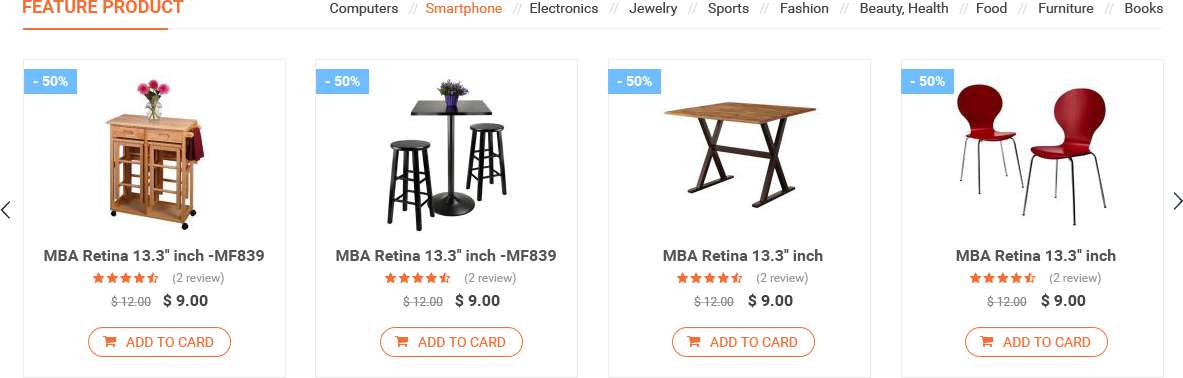 FEATURE PRODUCT
Computers // Smartphone // Electronics // Jewelry // Sports // Fashion // Beauty, Health // Food // Furniture // Books
- 50%
MBA Retina 13.3" inch -MF839
(2 review)
$ 12.00 $ 9.00
ADD TO CARD
- 50%
MBA Retina 13.3" inch -MF839
(2 review)
$ 12.00 $ 9.00
ADD TO CARD
- 50%
MBA Retina 13.3" inch
(2 review)
$ 12.00 $ 9.00
ADD TO CARD
- 50%
MBA Retina 13.3" inch
(2 review)
$ 12.00 $ 9.00
ADD TO CARD